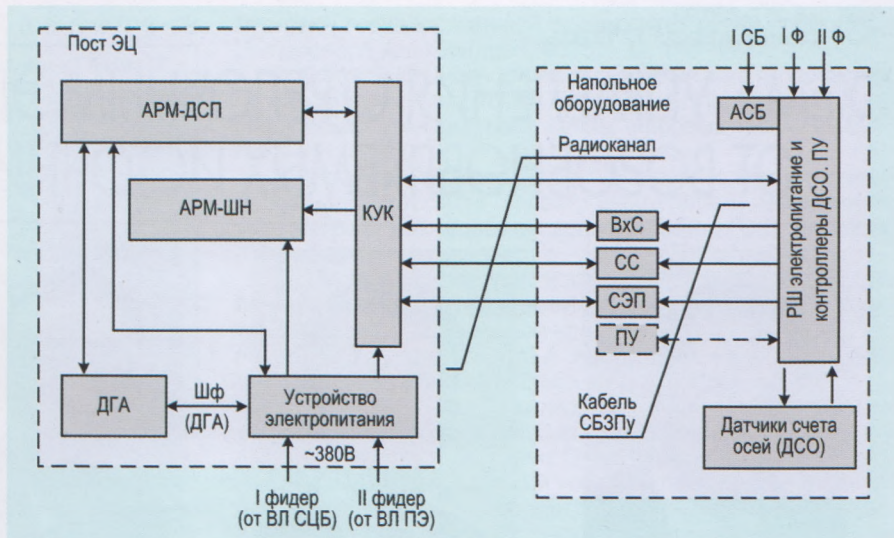 Пост ЭЦ
АРМ-ДСП
АРМ-ШН
КУК
ДГА
Шф
(ДГА)
Устройство
электропитания
~380В
I фидер
(от ВЛ СЦБ)
II фидер
(от ВЛ ПЭ)
Радиоканал
I СБ
I Ф
II Ф
Напольное
оборудование
АСБ
РШ электропитание и
контроллеры ДСО. ПУ
ВхС
СС
СЭП
ПУ
Кабель
СБЗПу
Датчики счета
осей (ДСО)